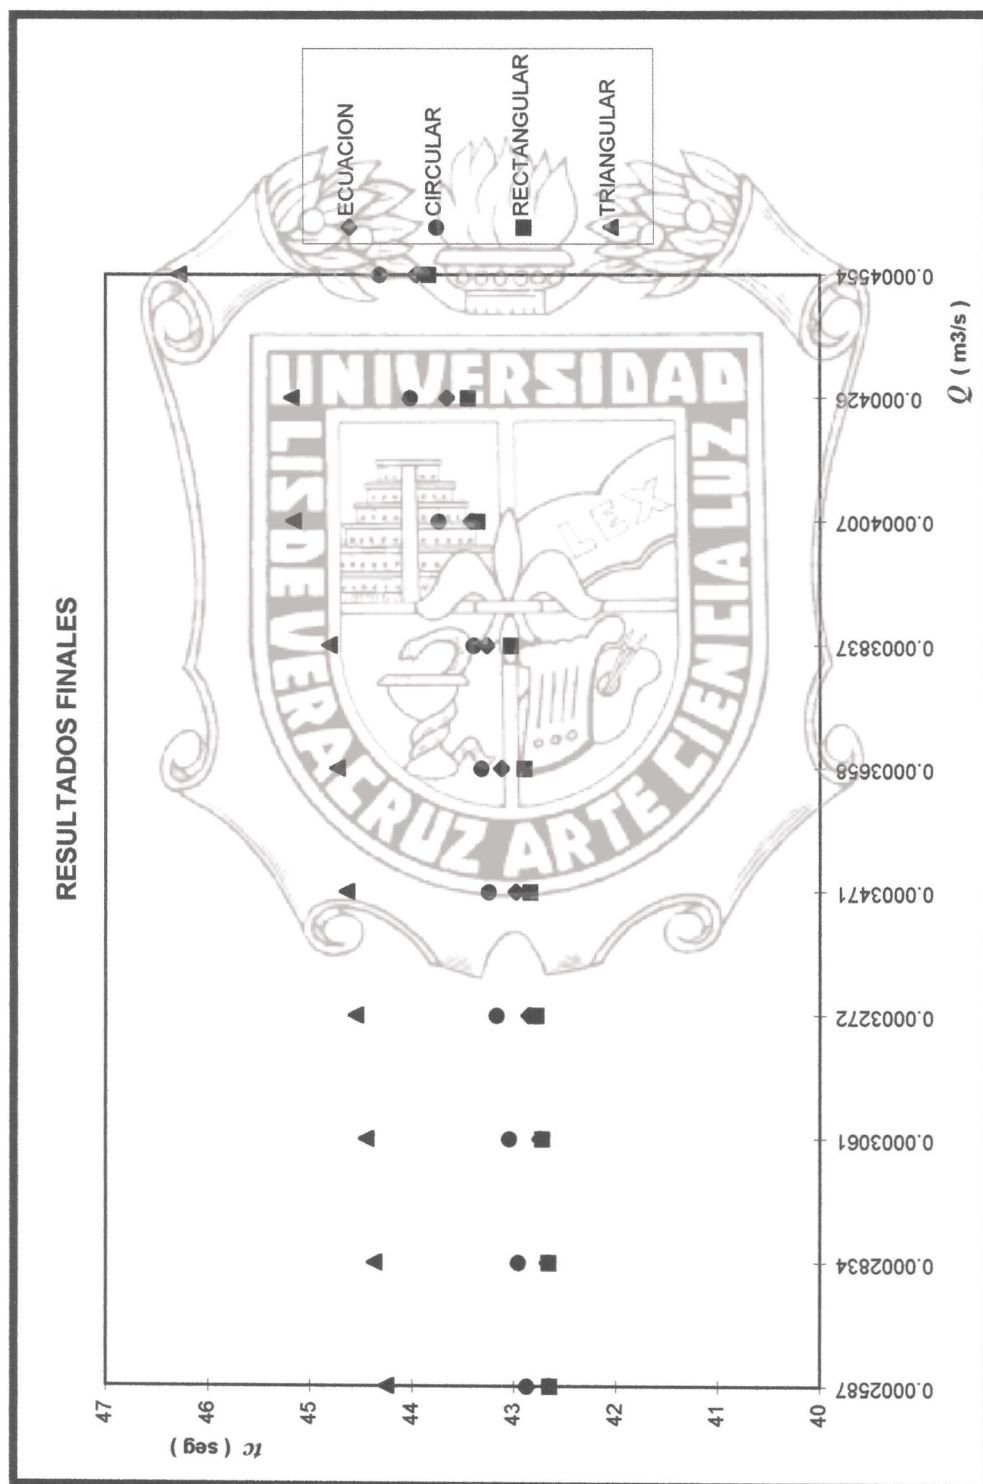 RESULTADOS FINALES
tc ( seg )
47
46
45
44
43
42
41
40
0.0002587
0.0002834
0.0003061
0.0003272
0.0003471
0.0003658
0.0003837
0.0004007
0.000426
0.0004554
Q ( m3/s )
ECUACION
CIRCULAR
RECTANGULAR
TRIANGULAR
UNIVERSIDAD
LIS DE VERACRUZ ARTE CIENCIA LUZ
LEX